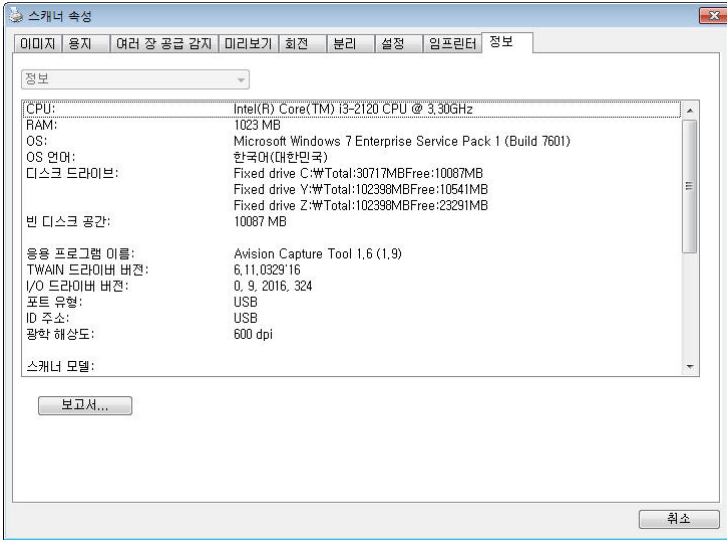 스캐너 속성
이미지 용지 여러 장 공급 감지 미리보기 회전 분리 설정 임프린터 정보
정보
CPU: Intel(R) Core(TM) i3-2120 CPU @ 3.30GHz
RAM: 1023 MB
OS: Microsoft Windows 7 Enterprise Service Pack 1 (Build 7601)
OS 언어: 한국어(대한민국)
디스크 드라이브: Fixed drive C:₩Total:30717MBFree:10087MB
Fixed drive Y:₩Total:102398MBFree:10541MB
Fixed drive Z:₩Total:102398MBFree:23291MB
빈 디스크 공간: 10087 MB
응용 프로그램 이름: Avision Capture Tool 1.6 (1.9)
TWAIN 드라이버 버전: 6.11.0329'16
I/O 드라이버 버전: 0, 9, 2016, 324
포트 유형: USB
ID 주소: USB
광학 해상도: 600 dpi
스캐너 모델:
보고서...
취소